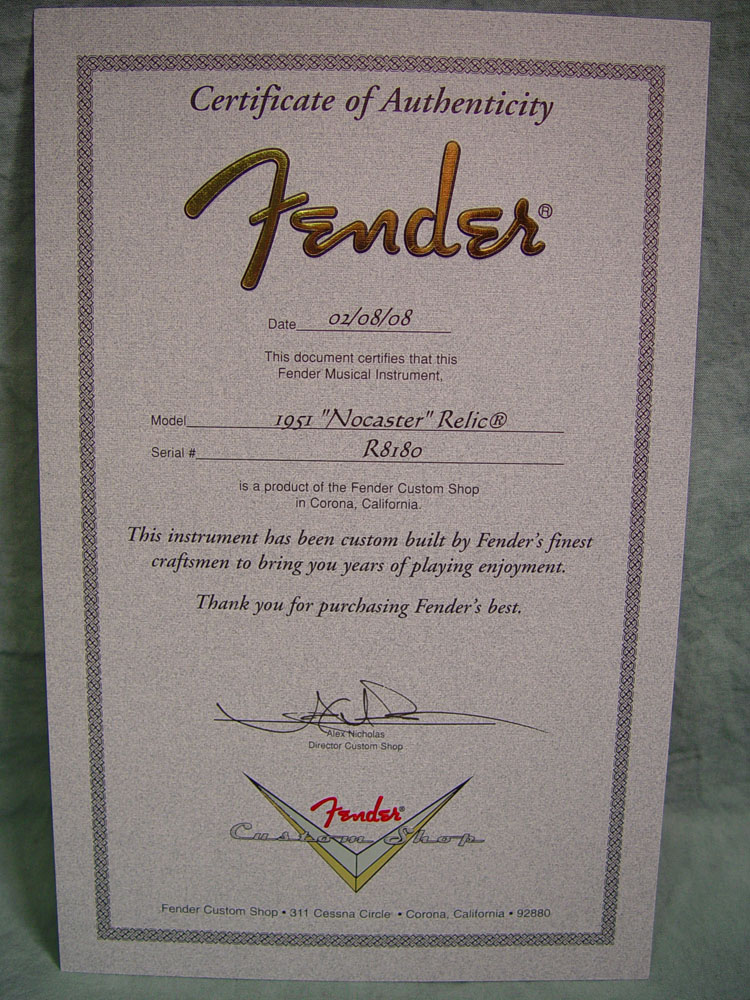 Certificate of Authenticity
Fender®
Date 02/08/08
This document certifies that this
Fender Musical Instrument,
Model 1951 "Nocaster" Relic®
Serial # R8180
is a product of the Fender Custom Shop
in Corona, California.
This instrument has been custom built by Fender's finest
craftsmen to bring you years of playing enjoyment.
Thank you for purchasing Fender's best.
Alex Nicholas
Director Custom Shop
Fender®
Custom Shop
Fender Custom Shop • 311 Cessna Circle • Corona, California • 92880